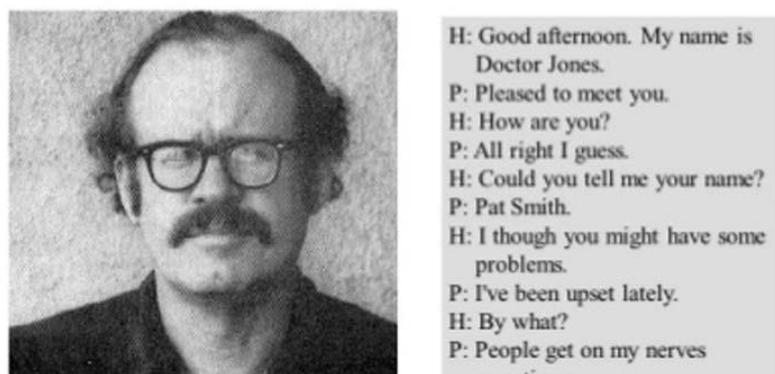 H: Good afternoon. My name is
Doctor Jones.
P: Pleased to meet you.
H: How are you?
P: All right I guess.
H: Could you tell me your name?
P: Pat Smith.
H: I though you might have some
problems.
P: I've been upset lately.
H: By what?
P: People get on my nerves